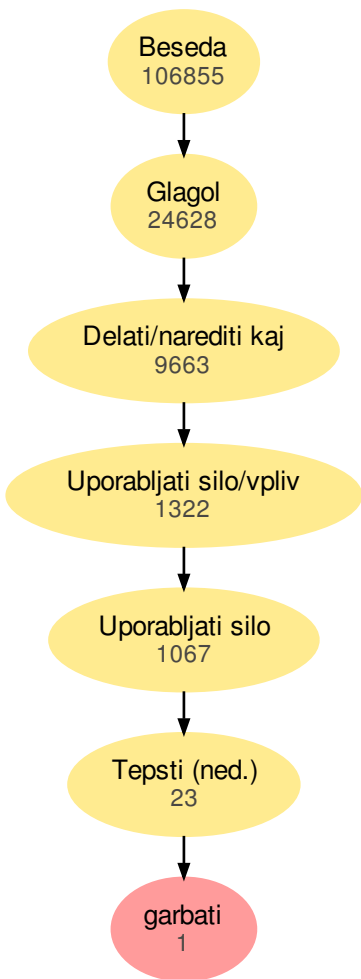 Beseda
106855
Glagol
24628
Delati/narediti kaj
9663
Uporabljati silo/vpliv
1322
Uporabljati silo
1067
Tepsti (ned.)
23
garbati
1